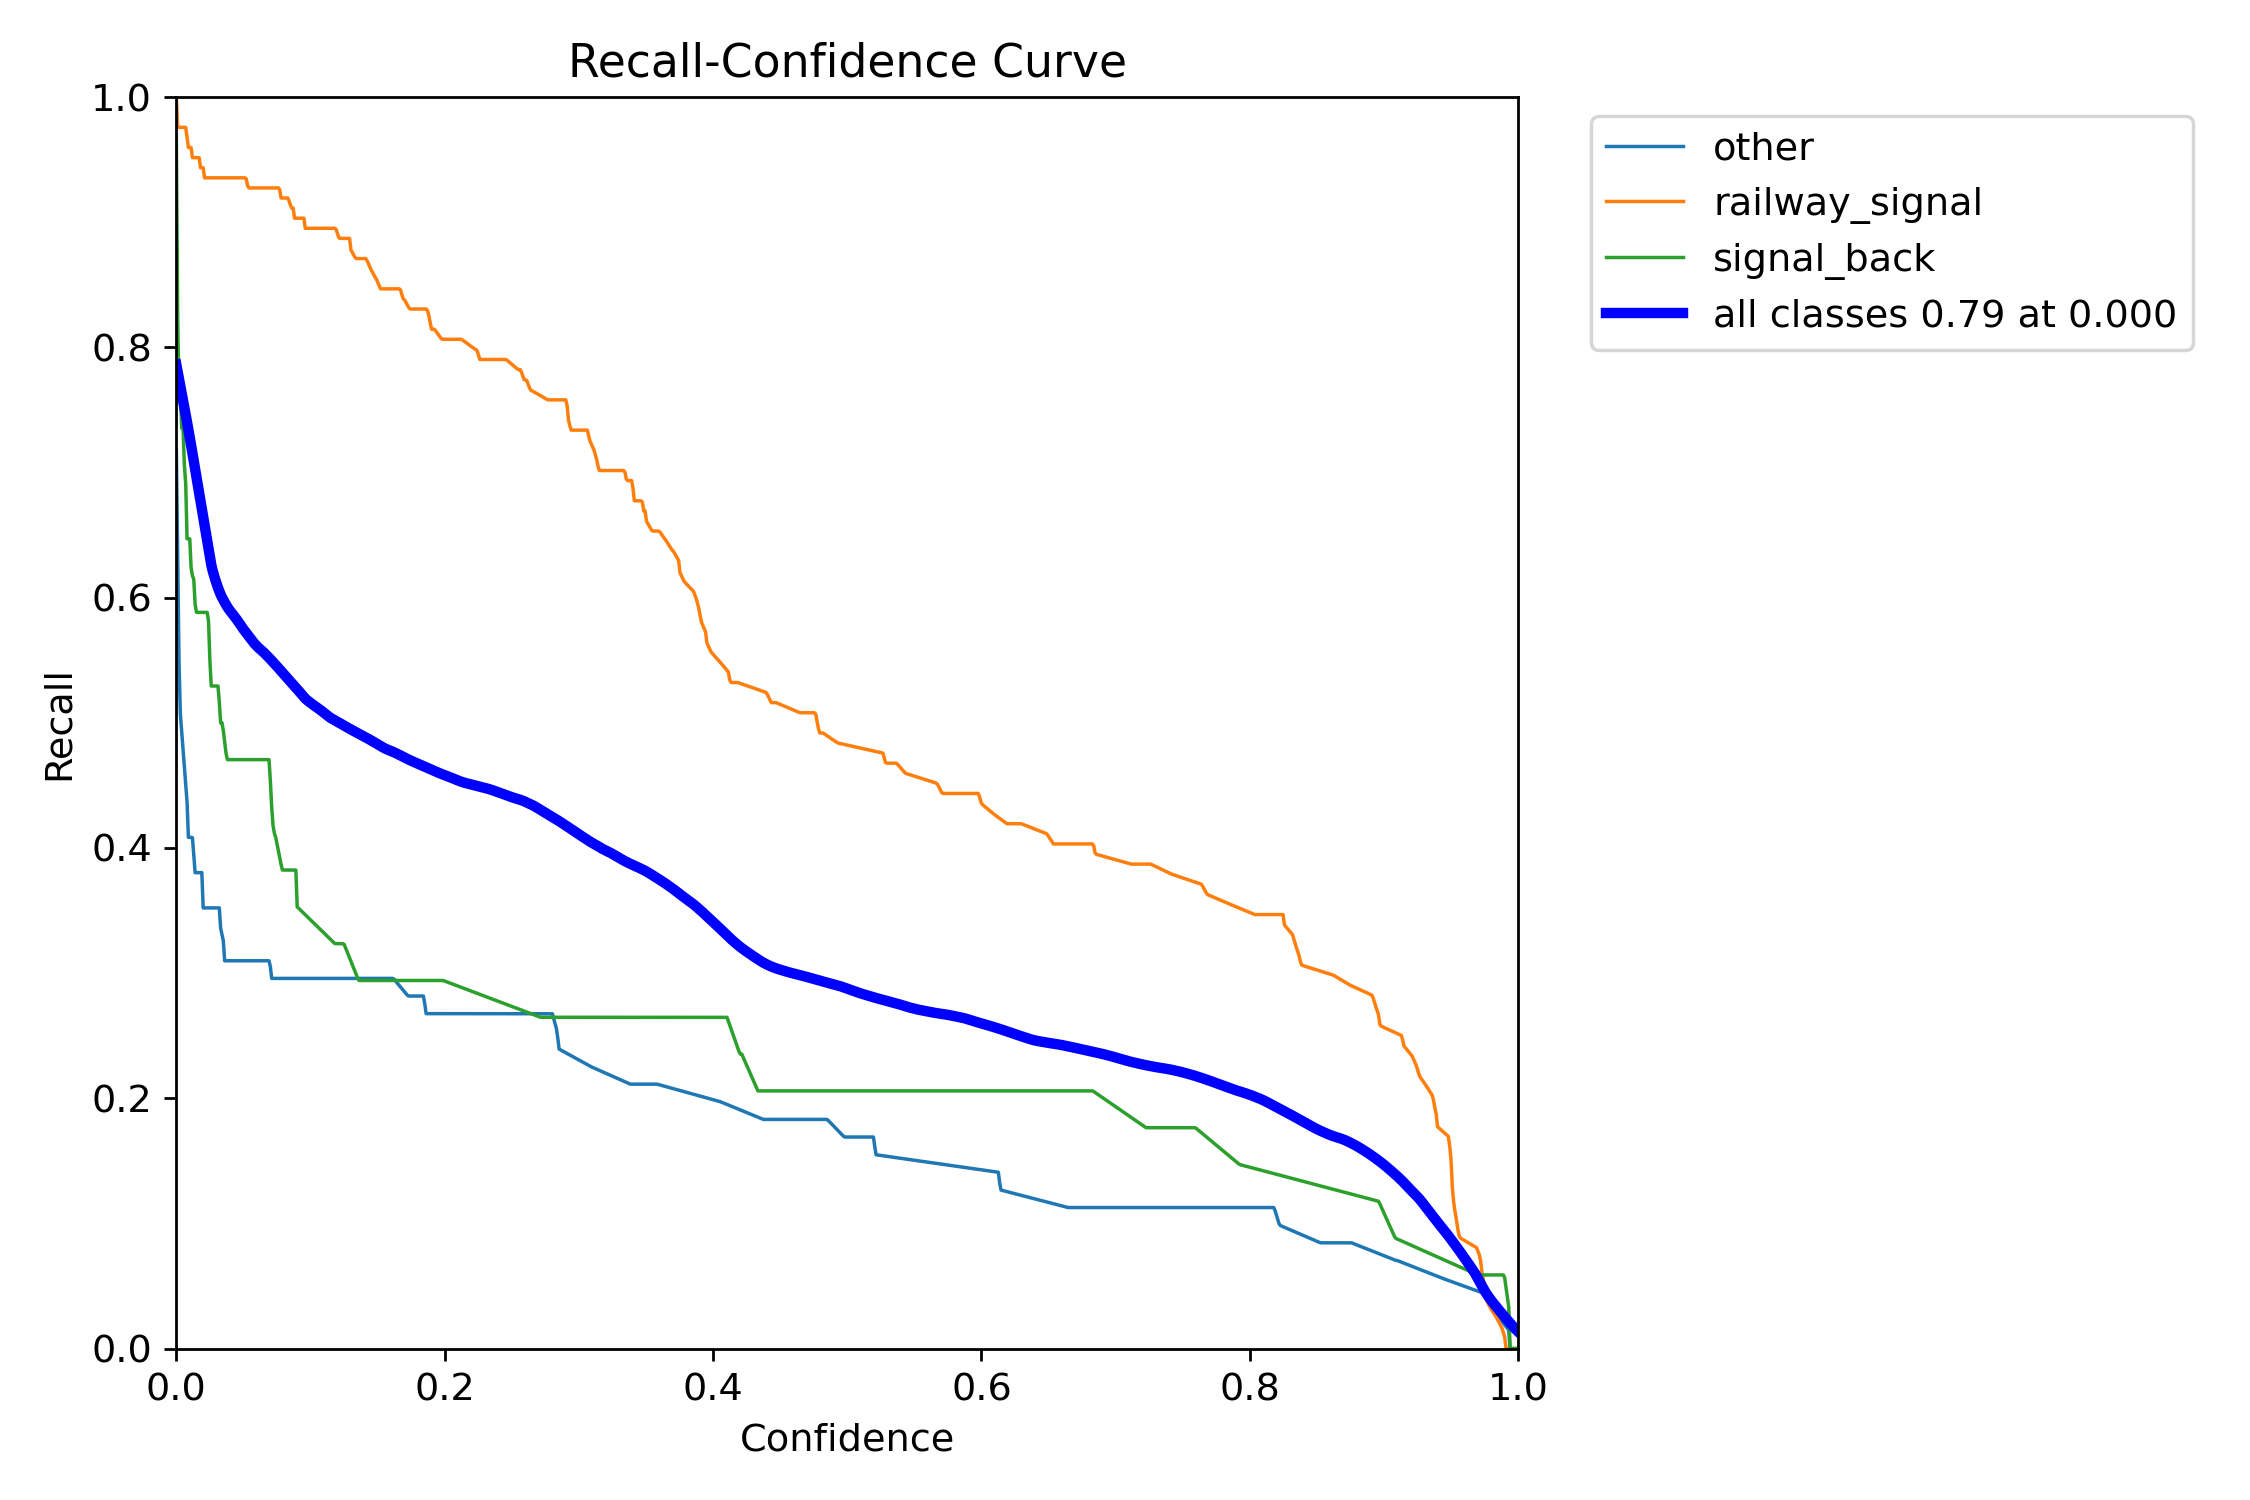 Recall-Confidence Curve
1.0
0.8
0.6
0.4
0.2
0.0
Recall
0.0 0.2 0.4 0.6 0.8 1.0
Confidence
other
railway_signal
signal_back
all classes 0.79 at 0.000